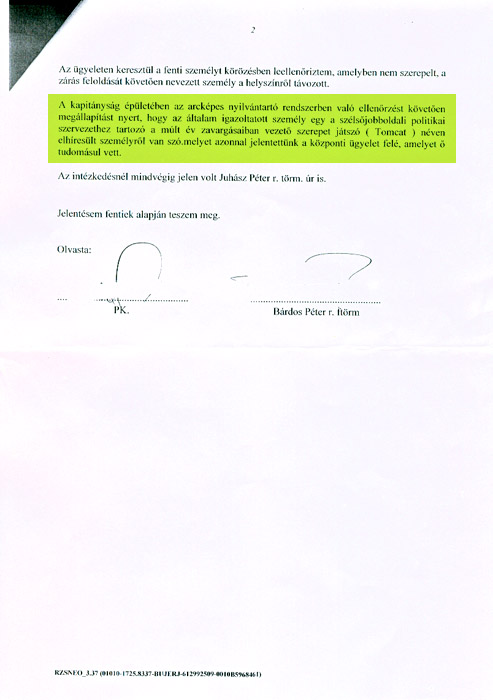 2
Az ügyeleten keresztül a fenti személyt körözésben leellenőriztem, amelyben nem szerepelt, a
zárás feloldását követően nevezett személy a helyszínről távozott.
A kapitányság épületében az arcképes nyilvántartó rendszerben való ellenőrzést követően
megállapítást nyert, hogy az általam igazoltatott személy egy a szélsőjobboldali politikai
szervezethez tartozó a múlt év zavargásaiban vezető szerepet játszó ( Tomcat ) néven
elhíresült személyről van szó.melyet azonnal jelentettünk a központi ügyelet felé, amelyet ő
tudomásul vett.
Az intézkedésnél mindvégig jelen volt Juhász Péter r. törm. úr is.
Jelentésem fentiek alapján teszem meg.
Olvasta:
PK.
Bárdos Péter r. ftörm
RZSNEO_3.37 (01010-1725.8337-BUJERJ-612992509-0010B5968461)